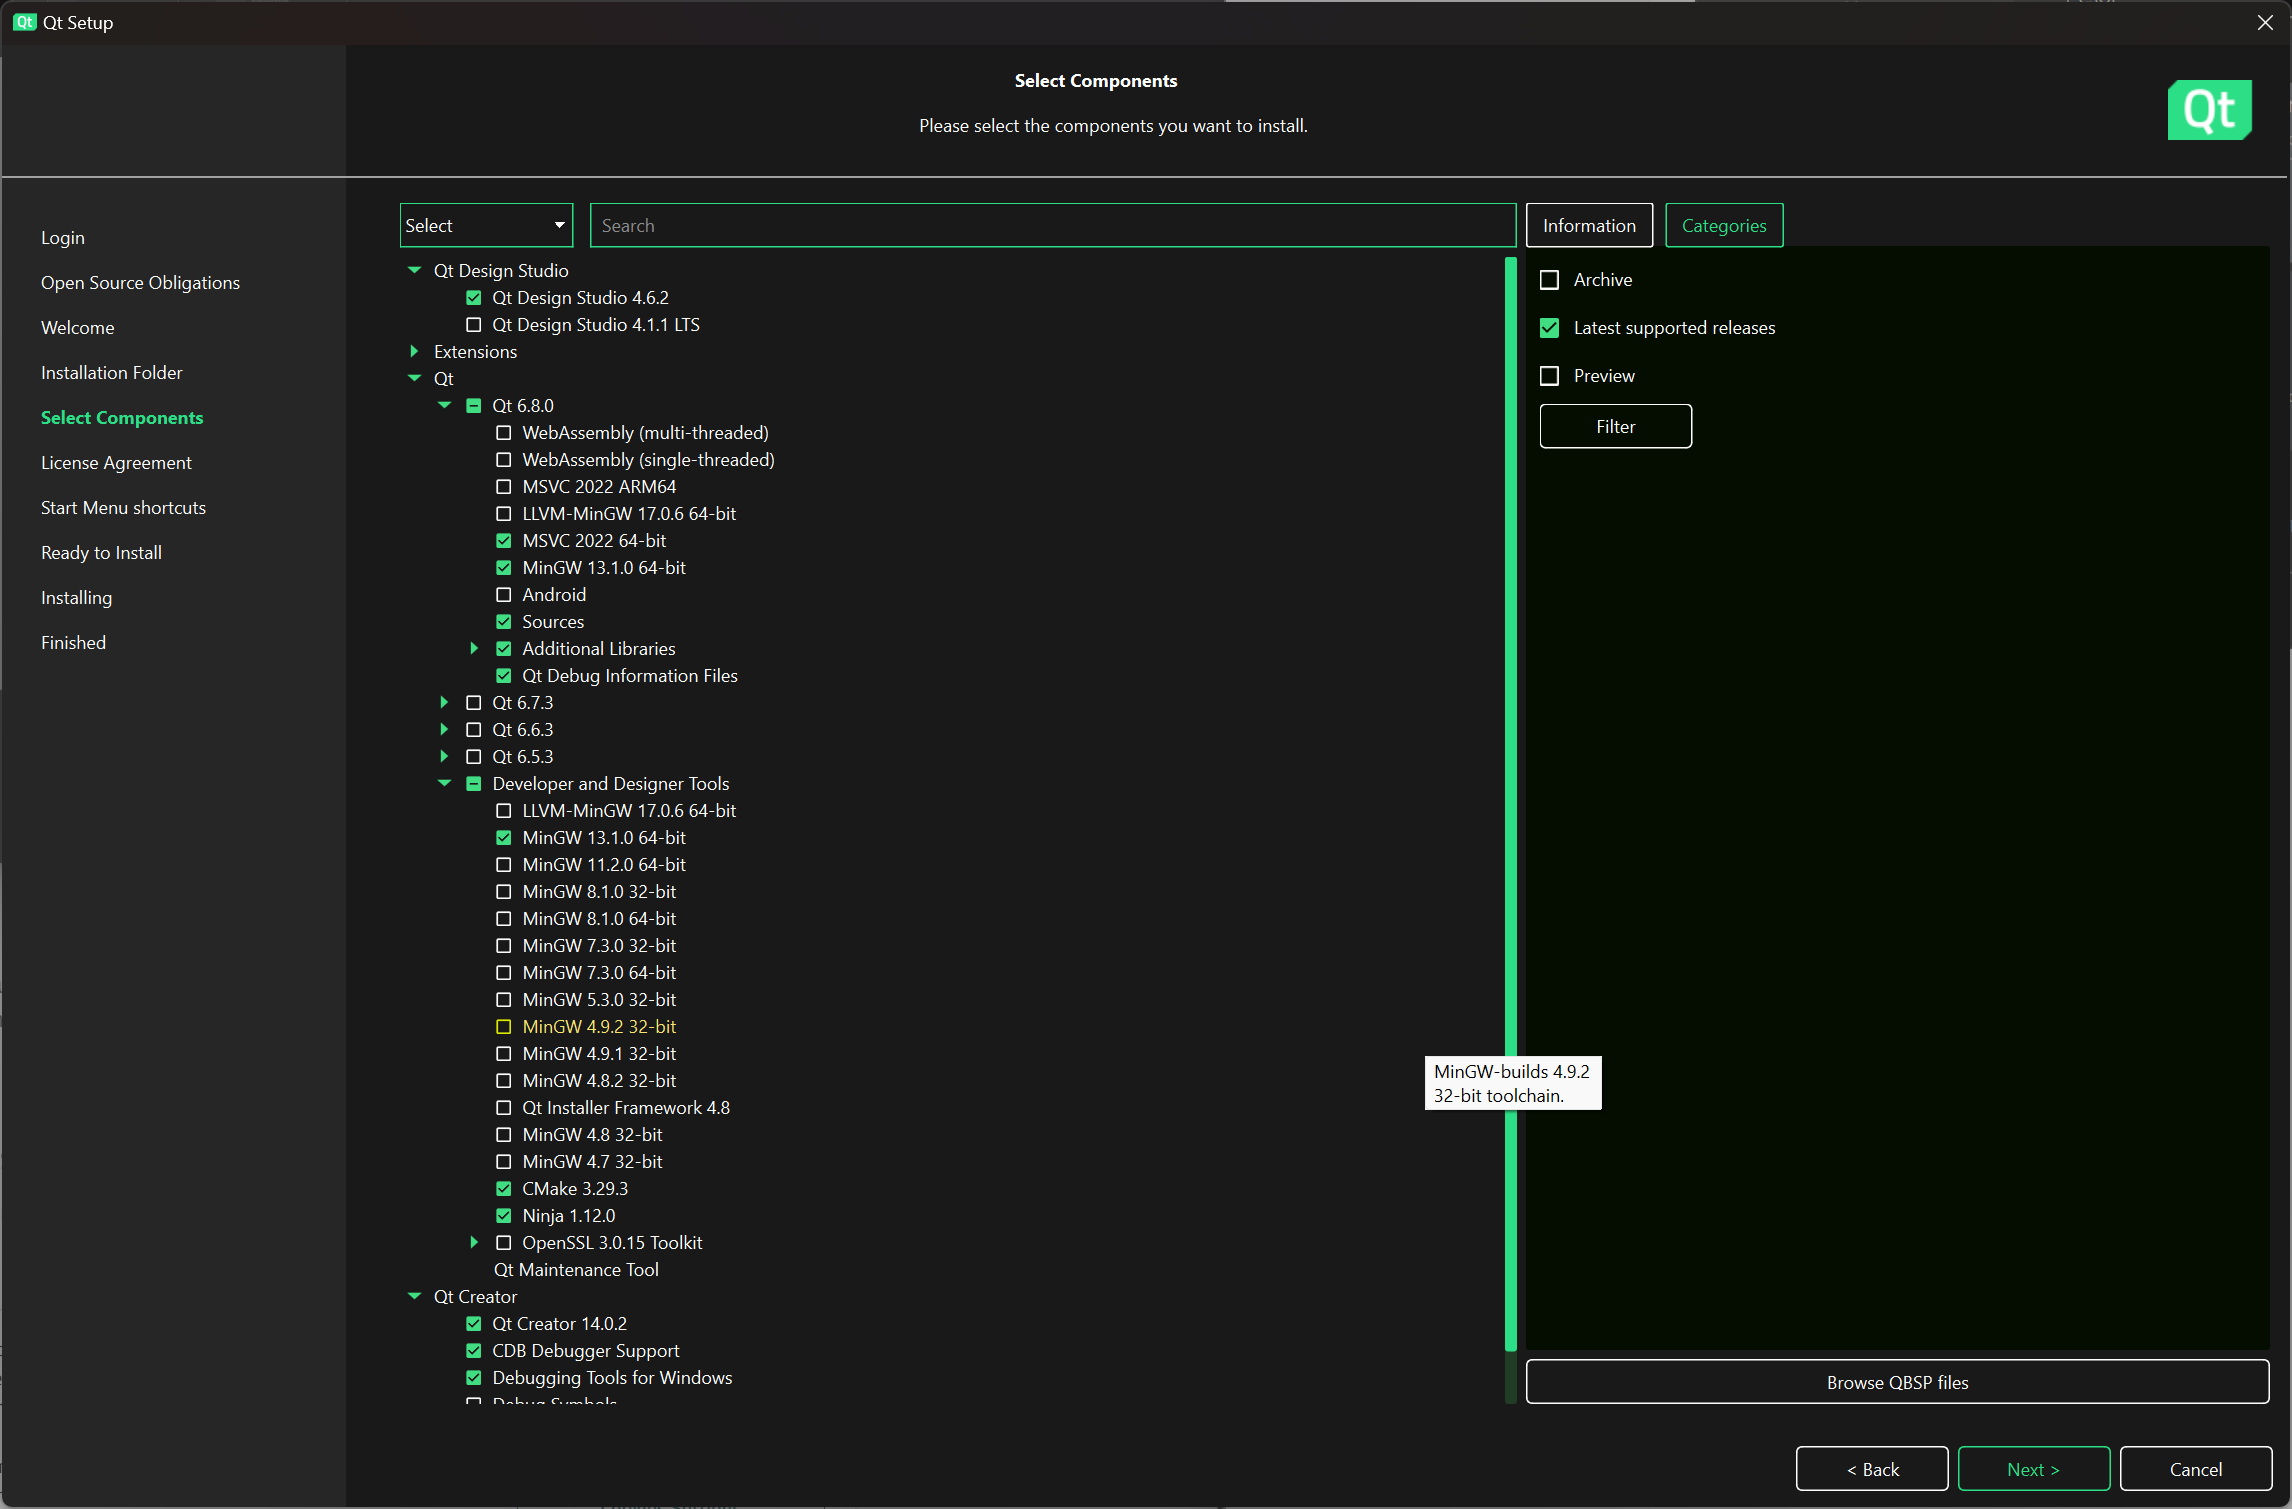 Qt Setup
Select Components
Please select the components you want to install.
Qt
Login
Open Source Obligations
Welcome
Installation Folder
Select Components
License Agreement
Start Menu shortcuts
Ready to Install
Installing
Finished
Select
Search
Qt Design Studio
Qt Design Studio 4.6.2
Qt Design Studio 4.1.1 LTS
Extensions
Qt
Qt 6.8.0
WebAssembly (multi-threaded)
WebAssembly (single-threaded)
MSVC 2022 ARM64
LLVM-MinGW 17.0.6 64-bit
MSVC 2022 64-bit
MinGW 13.1.0 64-bit
Android
Sources
Additional Libraries
Qt Debug Information Files
Qt 6.7.3
Qt 6.6.3
Qt 6.5.3
Developer and Designer Tools
LLVM-MinGW 17.0.6 64-bit
MinGW 13.1.0 64-bit
MinGW 11.2.0 64-bit
MinGW 8.1.0 32-bit
MinGW 8.1.0 64-bit
MinGW 7.3.0 32-bit
MinGW 7.3.0 64-bit
MinGW 5.3.0 32-bit
MinGW 4.9.2 32-bit
MinGW 4.9.1 32-bit
MinGW 4.8.2 32-bit
Qt Installer Framework 4.8
MinGW 4.8 32-bit
MinGW 4.7 32-bit
CMake 3.29.3
Ninja 1.12.0
OpenSSL 3.0.15 Toolkit
Qt Maintenance Tool
Qt Creator
Qt Creator 14.0.2
CDB Debugger Support
Debugging Tools for Windows
Debug Symbols
MinGW-builds 4.9.2
32-bit toolchain.
Information
Categories
Archive
Latest supported releases
Preview
Filter
Browse QBSP files
< Back
Next >
Cancel